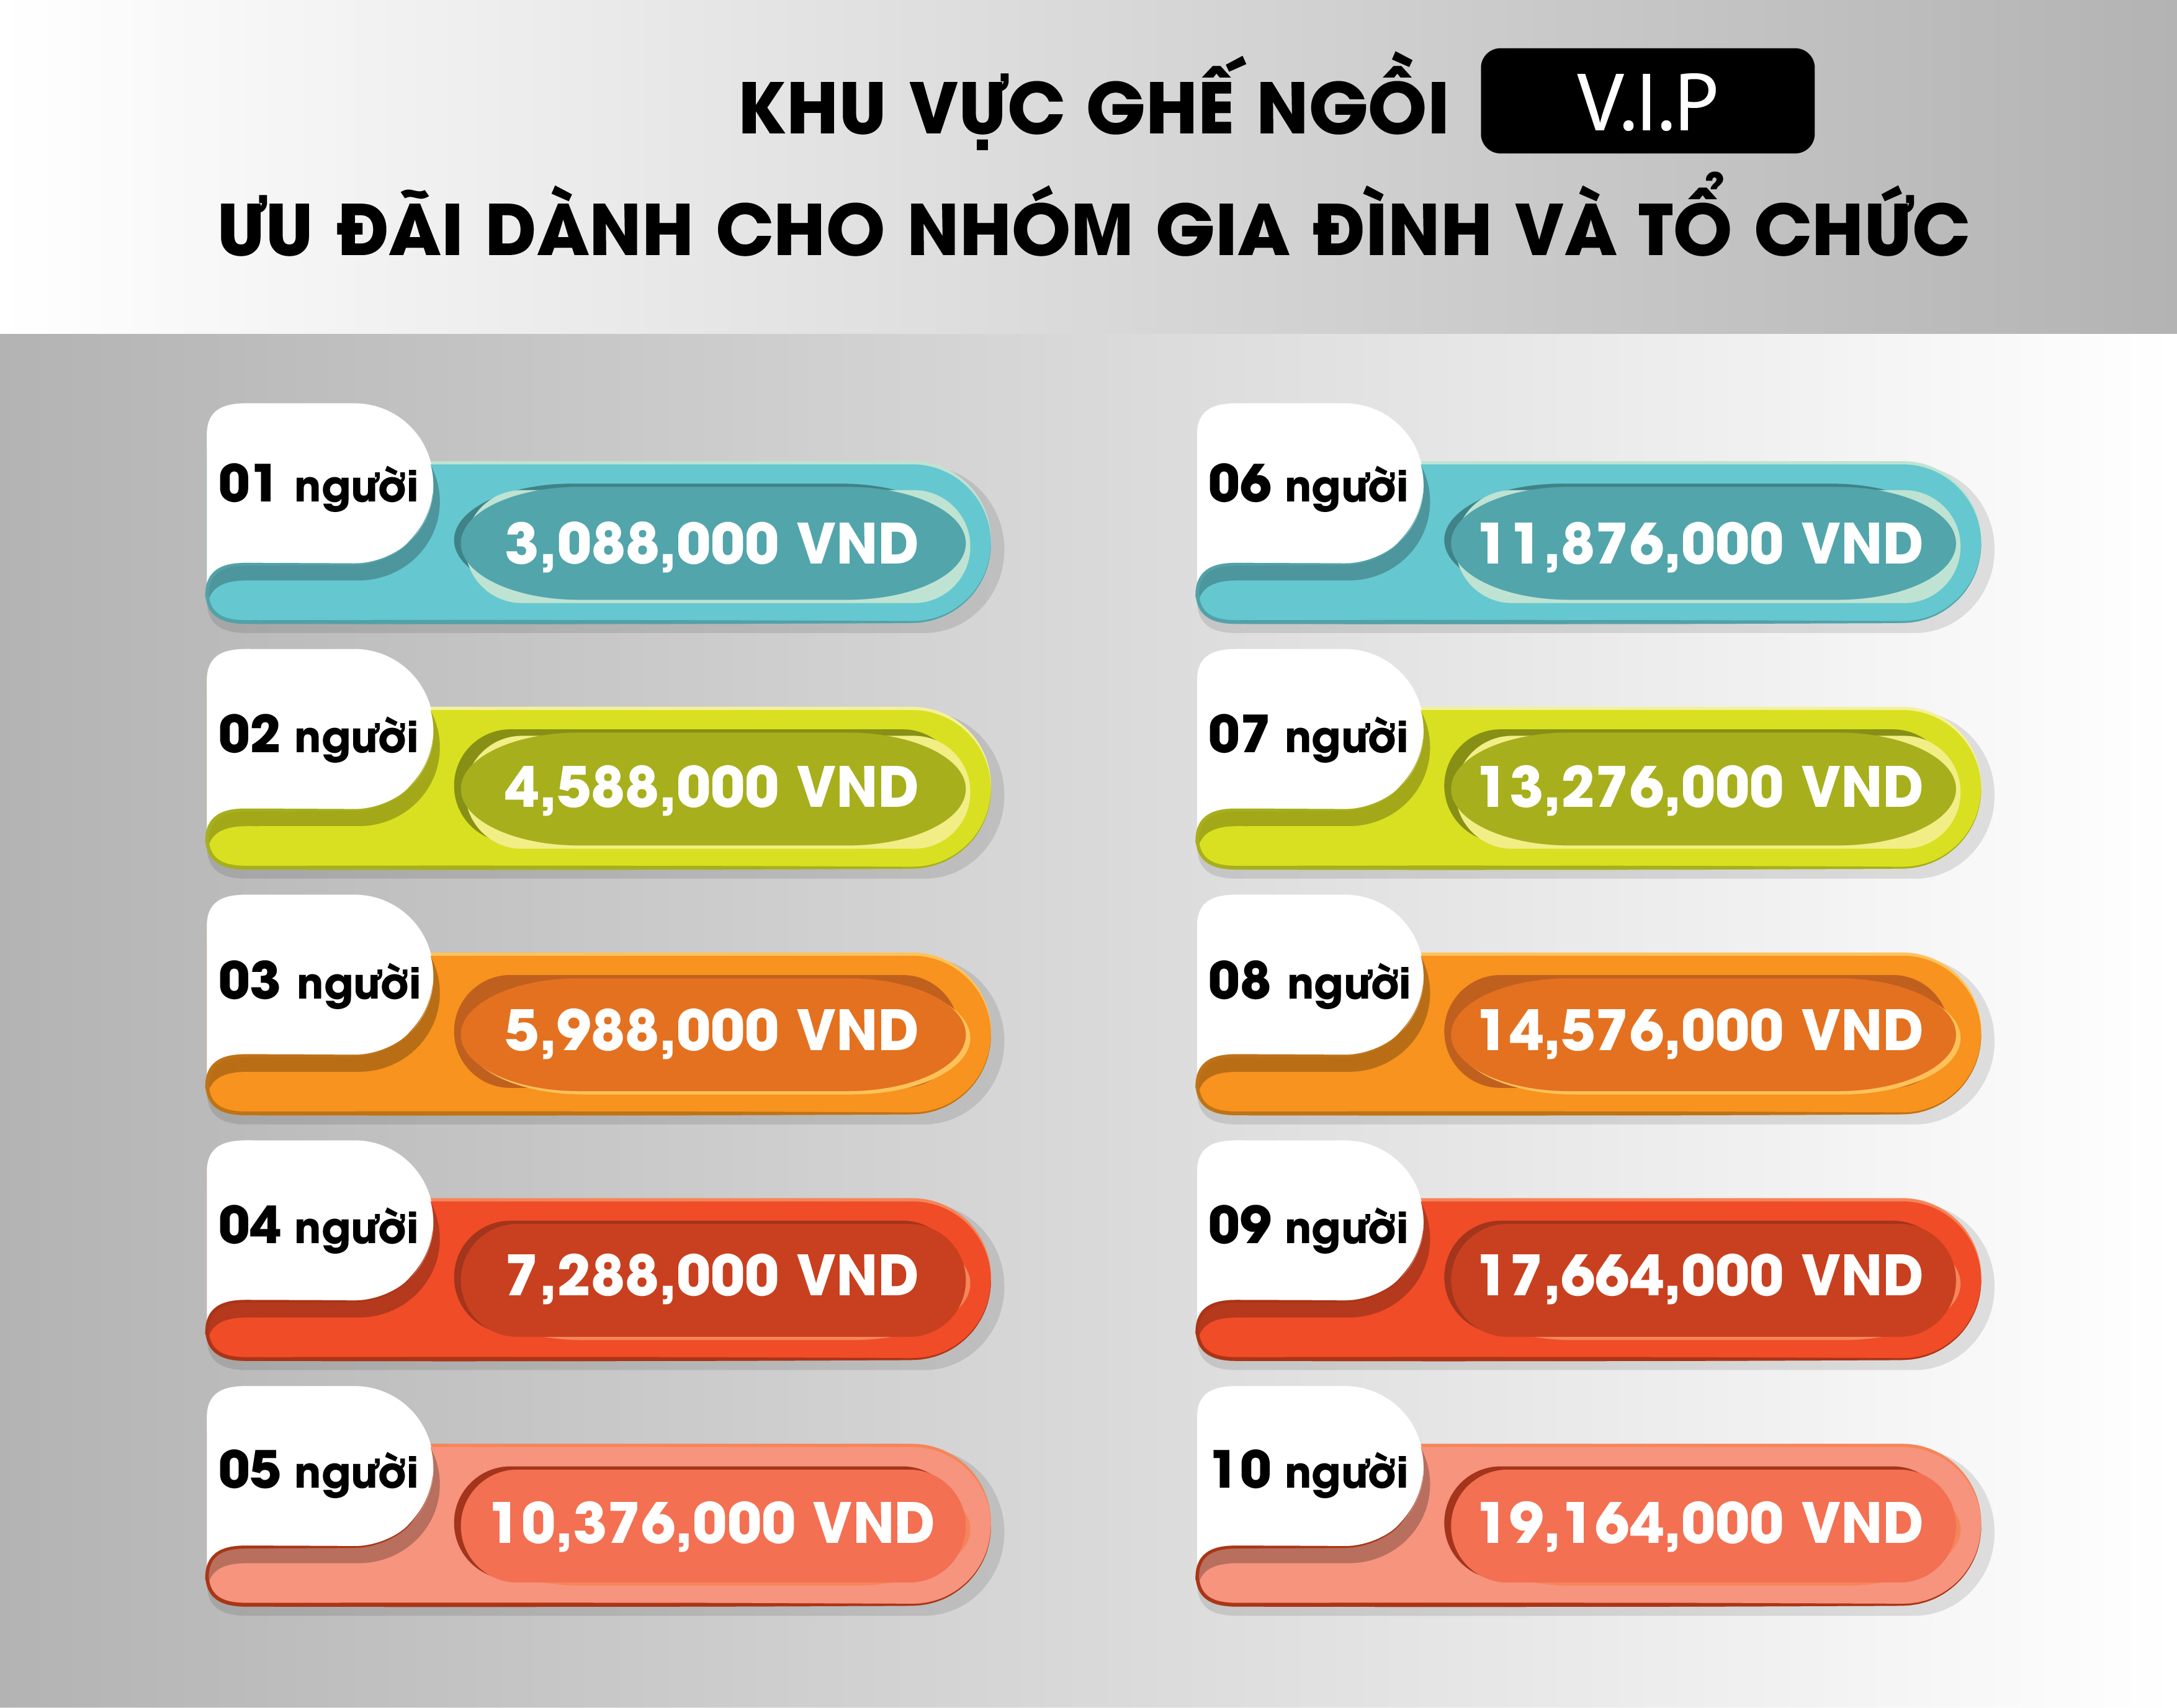 KHU VỰC GHẾ NGỒI V.I.P
ƯU ĐÃI DÀNH CHO NHÓM GIA ĐÌNH VÀ TỔ CHỨC
01 người
3,088,000 VND
02 người
4,588,000 VND
03 người
5,988,000 VND
04 người
7,288,000 VND
05 người
10,376,000 VND
06 người
11,876,000 VND
07 người
13,276,000 VND
08 người
14,576,000 VND
09 người
17,664,000 VND
10 người
19,164,000 VND